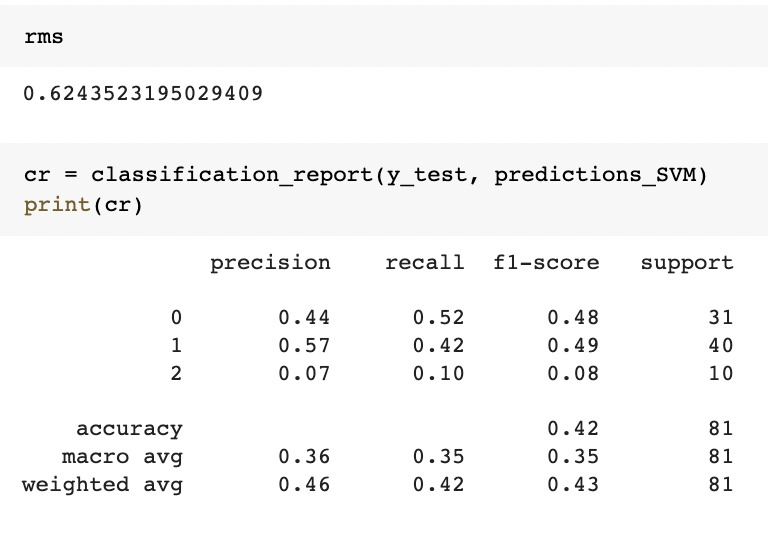 rms
0.6243523195029409
cr = classification_report(y_test, predictions_SVM)
print(cr)
precision recall f1-score support
0 0.44 0.52 0.48 31
1 0.57 0.42 0.49 40
2 0.07 0.10 0.08 10
accuracy 0.42 81
macro avg 0.36 0.35 0.35 81
weighted avg 0.46 0.42 0.43 81